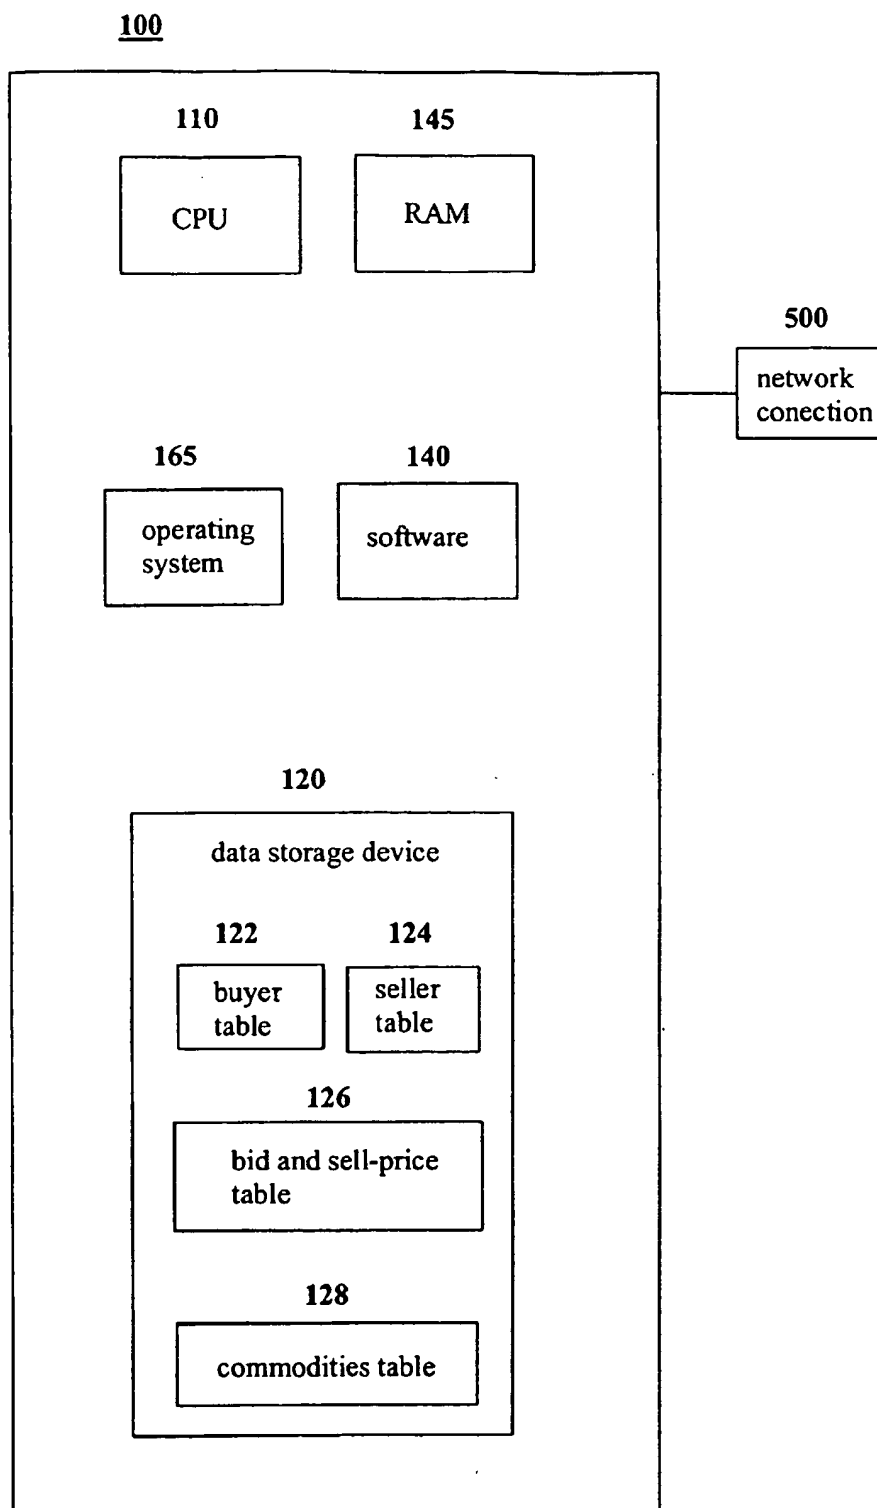 100
110
145
CPU
RAM
500
network
conection
165
140
operating
system
software
120
data storage device
122
124
buyer
table
seller
table
126
bid and sell-price
table
128
commodities table